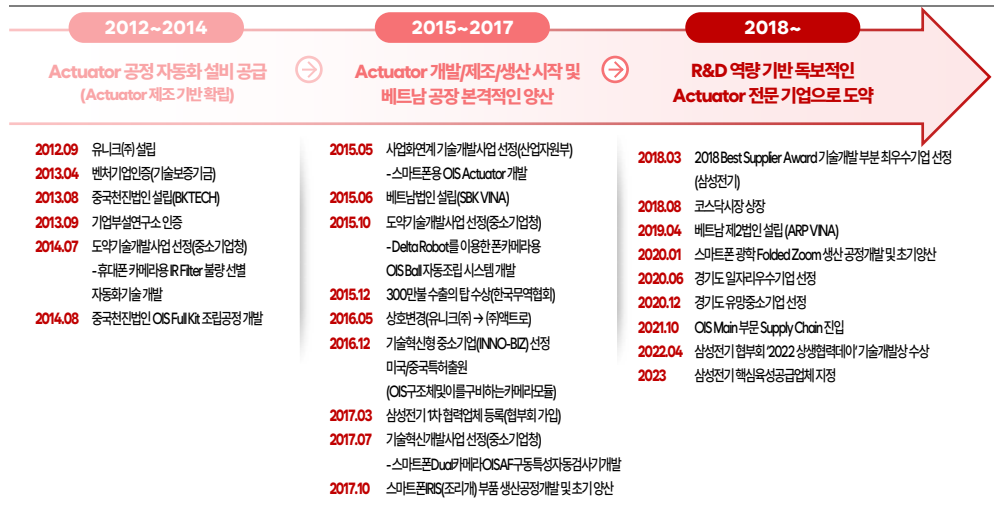 2012~2014
Actuator 공정 자동화 설비 공급
(Actuator 제조 기반 확립)
2012.09 유니크(주) 설립
2013.04 벤처기업인증(기술보증기금)
2013.08 중국천진법인 설립(BKTECH)
2013.09 기업부설연구소 인증
2014.07 도약기술개발사업 선정(중소기업청)
- 휴대폰 카메라용 IR Filter 불량 선별
자동화기술 개발
2014.08 중국천진법인 OIS Full Kit 조립공정 개발
2015~2017
Actuator 개발/제조/생산 시작 및
베트남 공장 본격적인 양산
2015.05 사업화연계 기술개발사업 선정(산업자원부)
- 스마트폰용 OIS Actuator 개발
2015.06 베트남법인 설립(SBK VINA)
2015.10 도약기술개발사업 선정(중소기업청)
- Delta Robot를 이용한 폰카메라용
OIS Ball 자동조립 시스템 개발
2015.12 300만불 수출의 탑 수상(한국무역협회)
2016.05 상호변경(유니크(주) → (주)액트로)
2016.12 기술혁신형 중소기업(INNO-BIZ) 선정
미국/중국특허출원
(OIS구조체및이를구비하는카메라모듈)
2017.03 삼성전기 1차 협력업체 등록(협부회 가입)
2017.07 기술혁신개발사업 선정(중소기업청)
- 스마트폰Dual카메라OISAF구동특성자동검사기개발
2017.10 스마트폰IRIS(조리개) 부품 생산공정개발 및 초기 양산
2018~
R&D 역량 기반 독보적인
Actuator 전문 기업으로 도약
2018.03 2018 Best Supplier Award 기술개발 부분 최우수기업 선정
(삼성전기)
2018.08 코스닥시장 상장
2019.04 베트남 제2법인 설립 (ARP VINA)
2020.01 스마트폰 광학 Folded Zoom 생산 공정개발 및 초기양산
2020.06 경기도 일자리우수기업 선정
2020.12 경기도 유망중소기업 선정
2021.10 OIS Main 부문 Supply Chain 진입
2022.04 삼성전기 협부회 '2022 상생협력데이' 기술개발상 수상
2023 삼성전기 핵심육성공급업체 지정